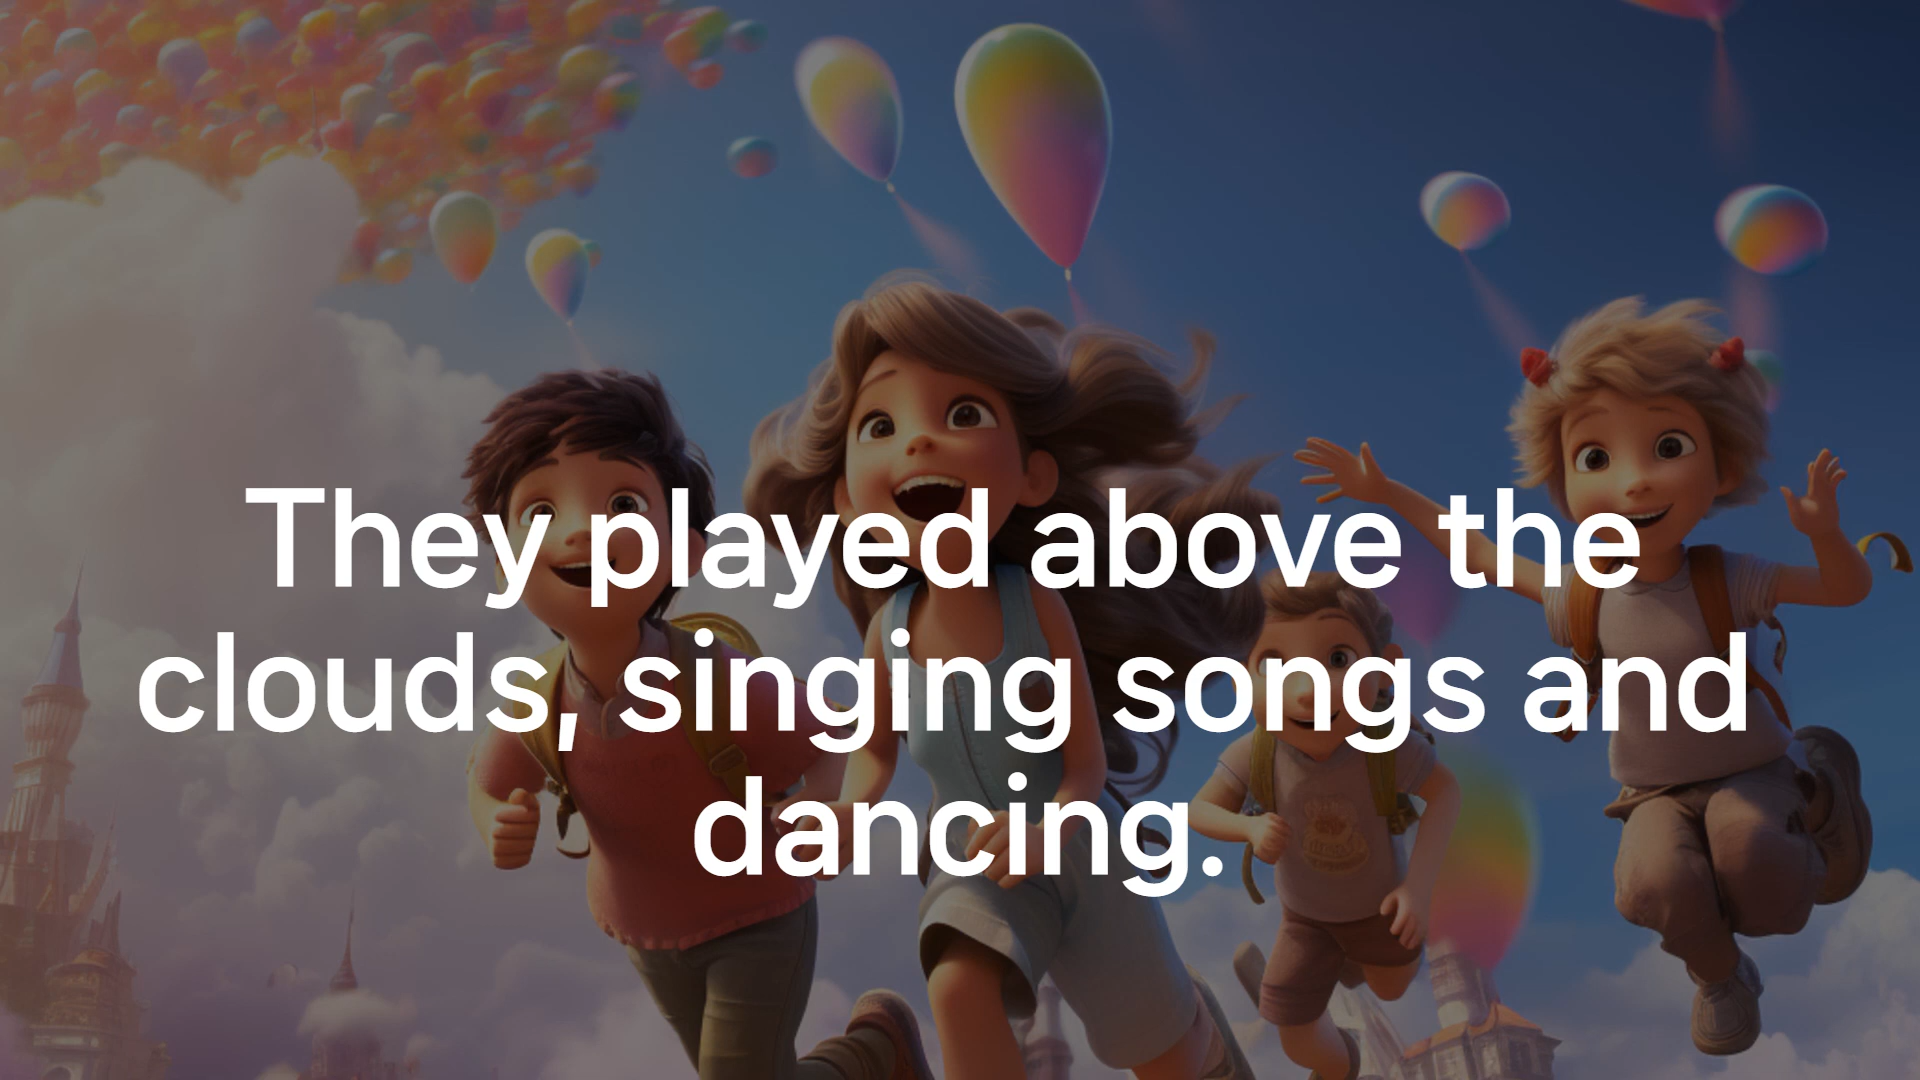 They played above the
clouds, singing songs and
dancing.